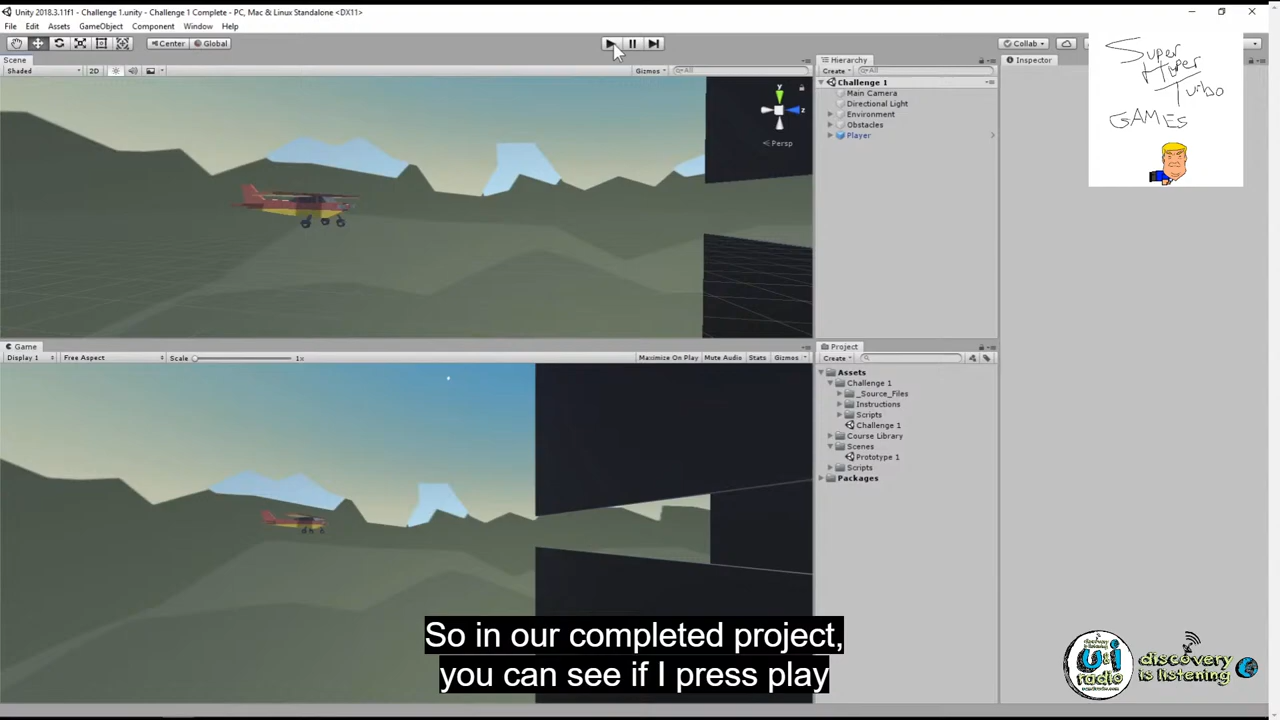 Unity 2018.3.11f1 - Challenge 1.unity - Challenge 1 Complete - PC, Mac & Linux Standalone <DX11>
File Edit Assets GameObject Component Window Help
Center Global
Collab
Scene
Shaded 2D Gizmos All
y
z
Persp
Hierarchy
Create All
Challenge 1
Main Camera
Directional Light
Environment
Obstacles
Player
Inspector
Super
Hyper
Turbo
GAMES
Game
Display 1 Free Aspect Scale 1x Maximize On Play Mute Audio Stats Gizmos
Project
Create
Assets
Challenge 1
_Source_Files
Instructions
Scripts
Challenge 1
Course Library
Scenes
Prototype 1
Scripts
Packages
So in our completed project,
you can see if I press play
uti
radio
discovery
is listening